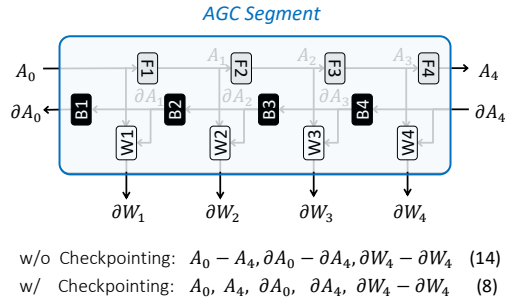 AGC Segment
A₀ F1 A₁ F2 A₂ F3 A₃ F4 A₄
∂A₀ B1 ∂A₁ B2 ∂A₂ B3 ∂A₃ B4 ∂A₄
W1 W2 W3 W4
∂W₁ ∂W₂ ∂W₃ ∂W₄
w/o Checkpointing: A₀ − A₄, ∂A₀ − ∂A₄, ∂W₄ − ∂W₄ (14)
w/ Checkpointing: A₀, A₄, ∂A₀, ∂A₄, ∂W₄ − ∂W₄ (8)